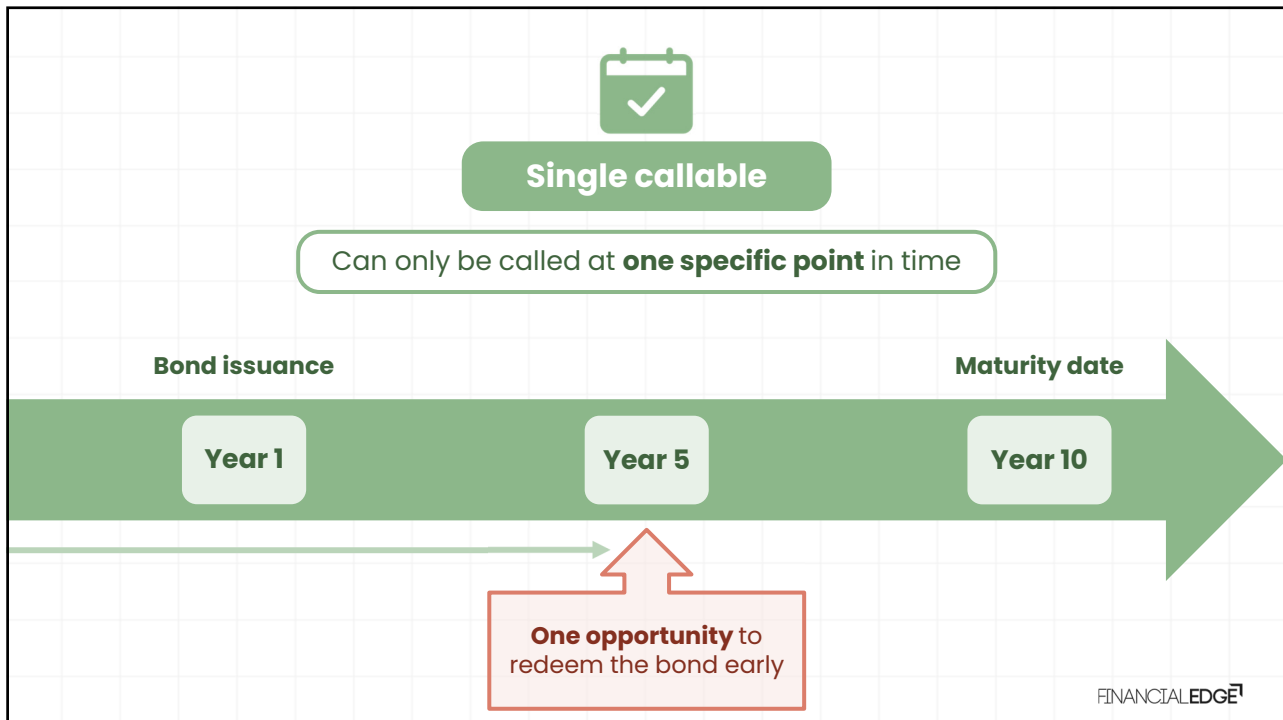 Single callable
Can only be called at one specific point in time
Bond issuance
Maturity date
Year 1
Year 5
Year 10
One opportunity to
redeem the bond early
FINANCIALEDGE